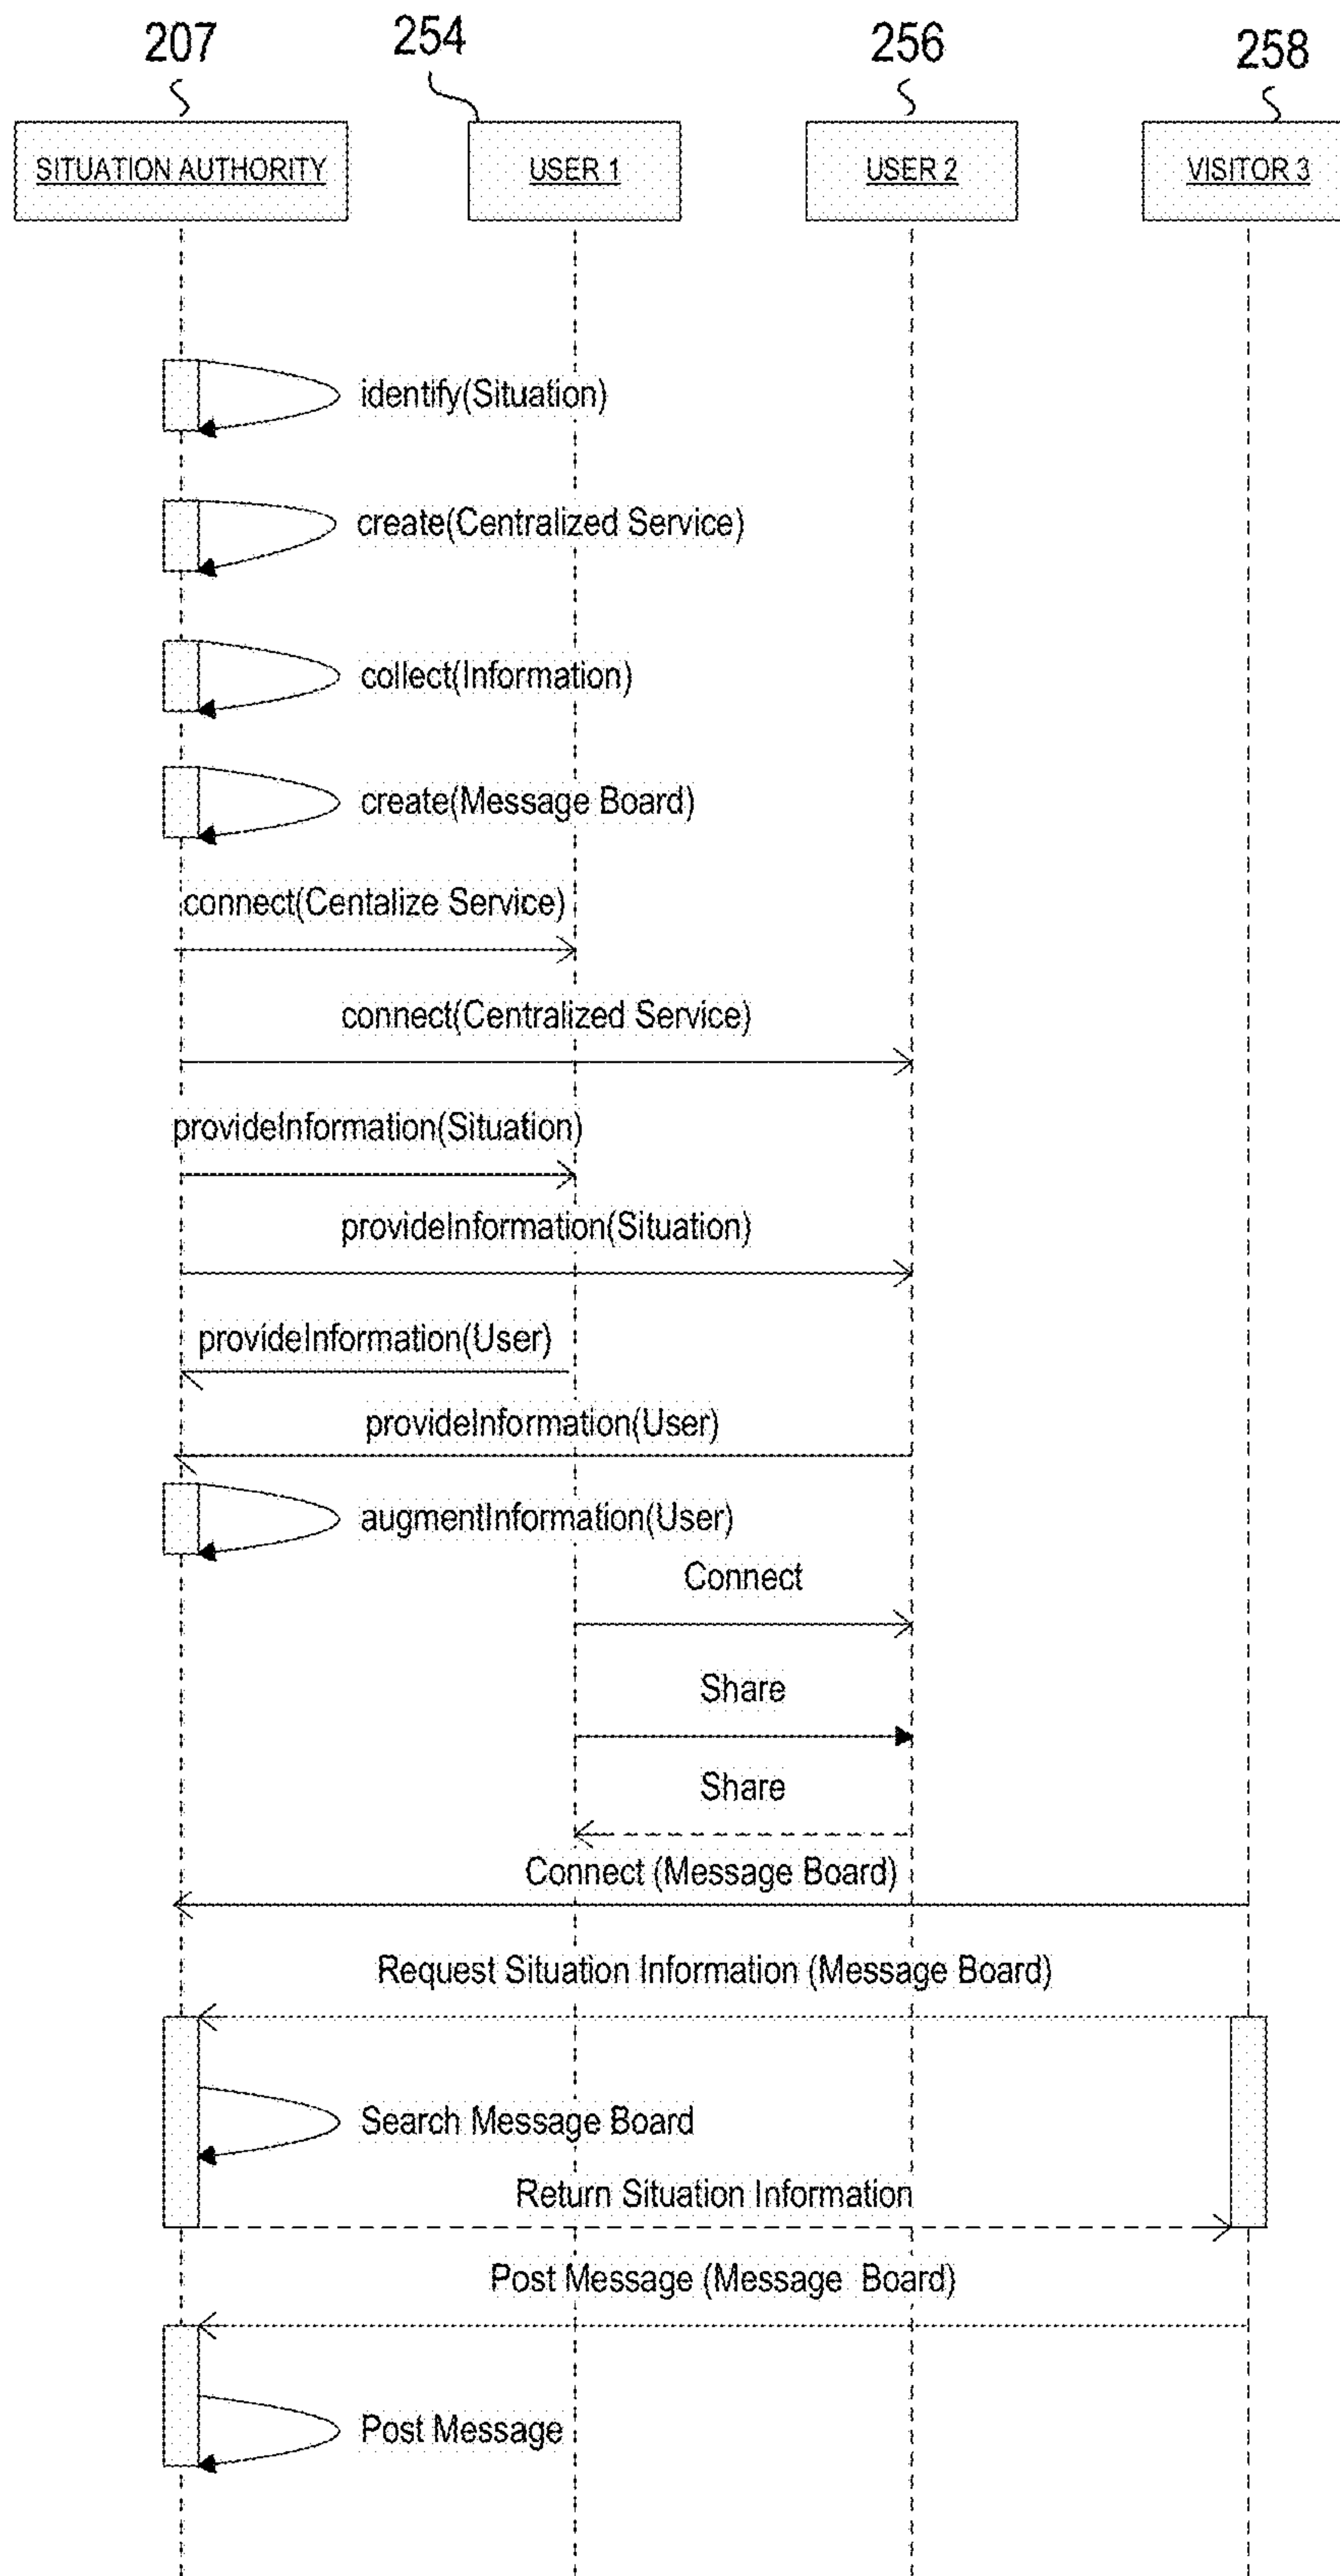 207
254
256
258
SITUATION AUTHORITY
USER 1
USER 2
VISITOR 3
identify(Situation)
create(Centralized Service)
collect(Information)
create(Message Board)
connect(Centalize Service)
connect(Centralized Service)
provideInformation(Situation)
provideInformation(Situation)
provideInformation(User)
provideInformation(User)
augmentInformation(User)
Connect
Share
Share
Connect (Message Board)
Request Situation Information (Message Board)
Search Message Board
Return Situation Information
Post Message (Message Board)
Post Message